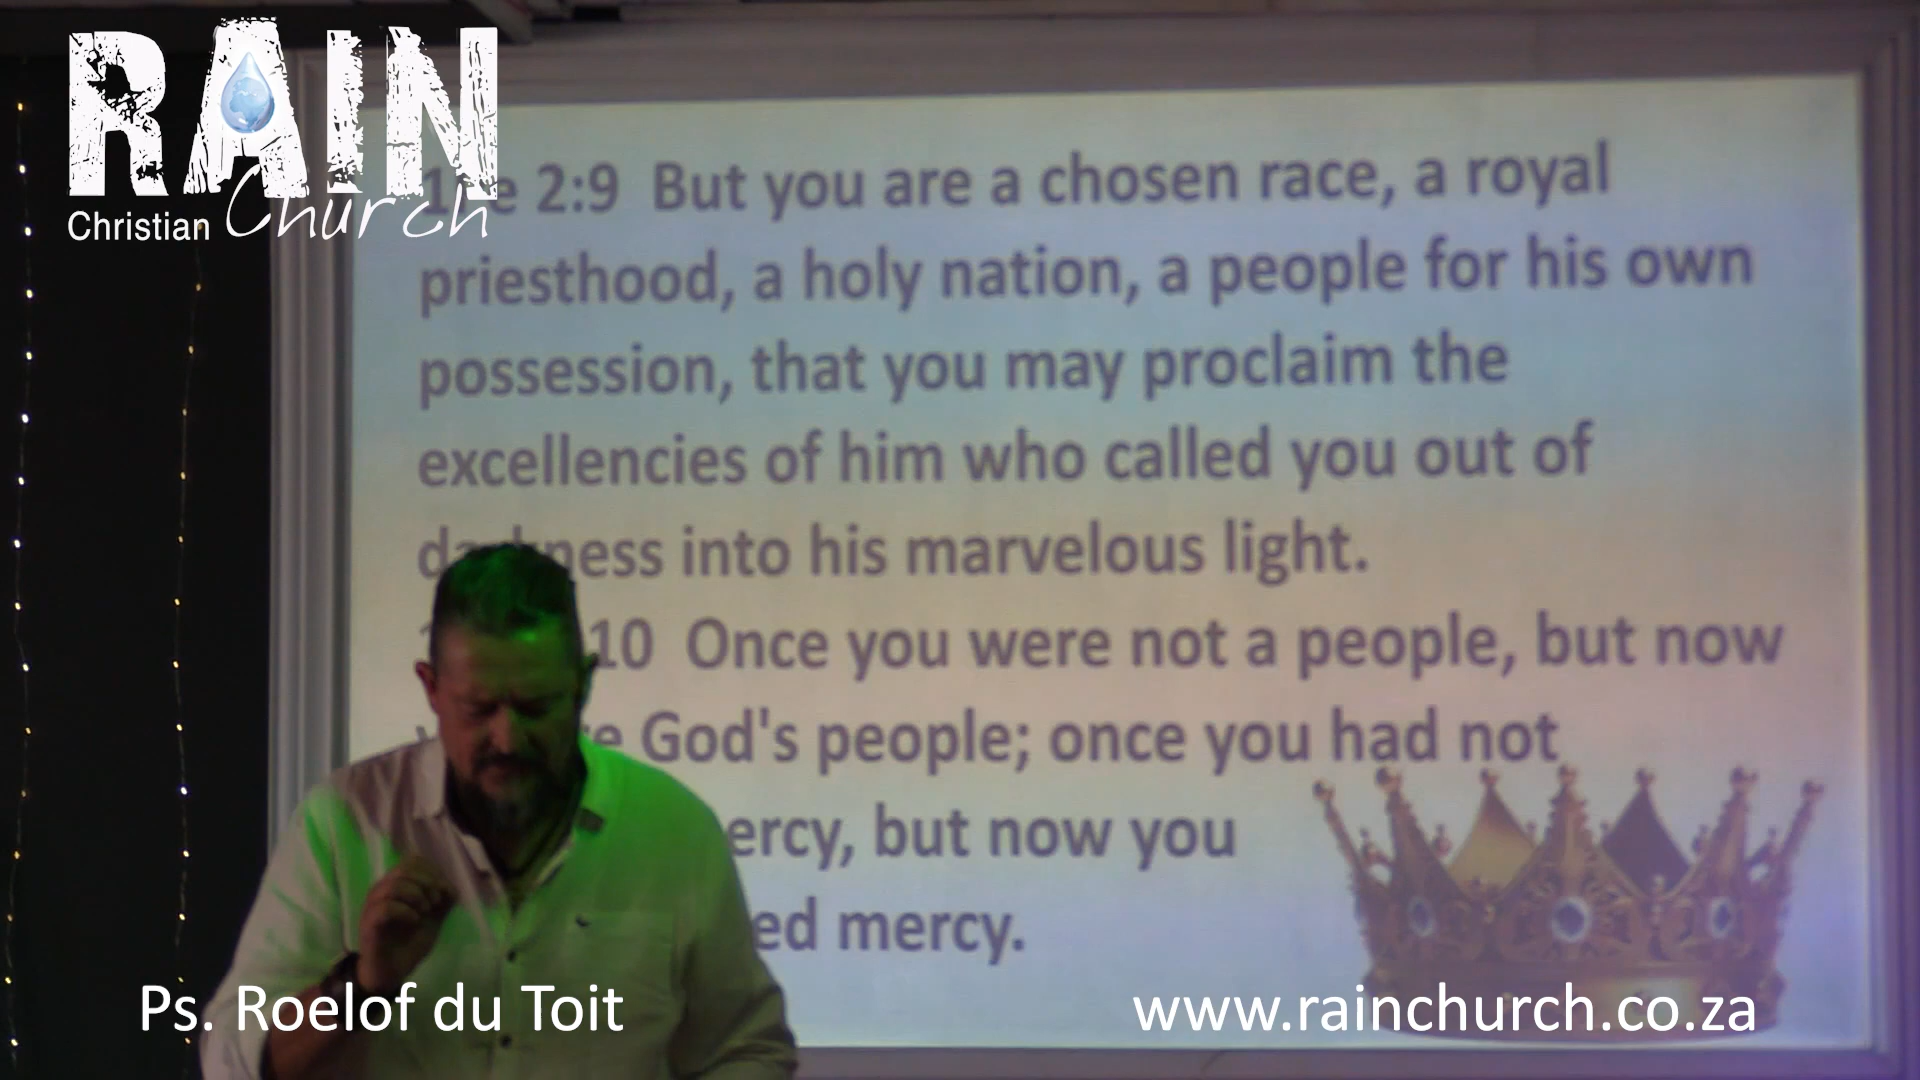 RAIN
Christian Church
2:9 But you are a chosen race, a royal
priesthood, a holy nation, a people for his own
possession, that you may proclaim the
excellencies of him who called you out of
darkness into his marvelous light.
10 Once you were not a people, but now
God's people; once you had not
mercy, but now you
mercy.
Ps. Roelof du Toit
www.rainchurch.co.za